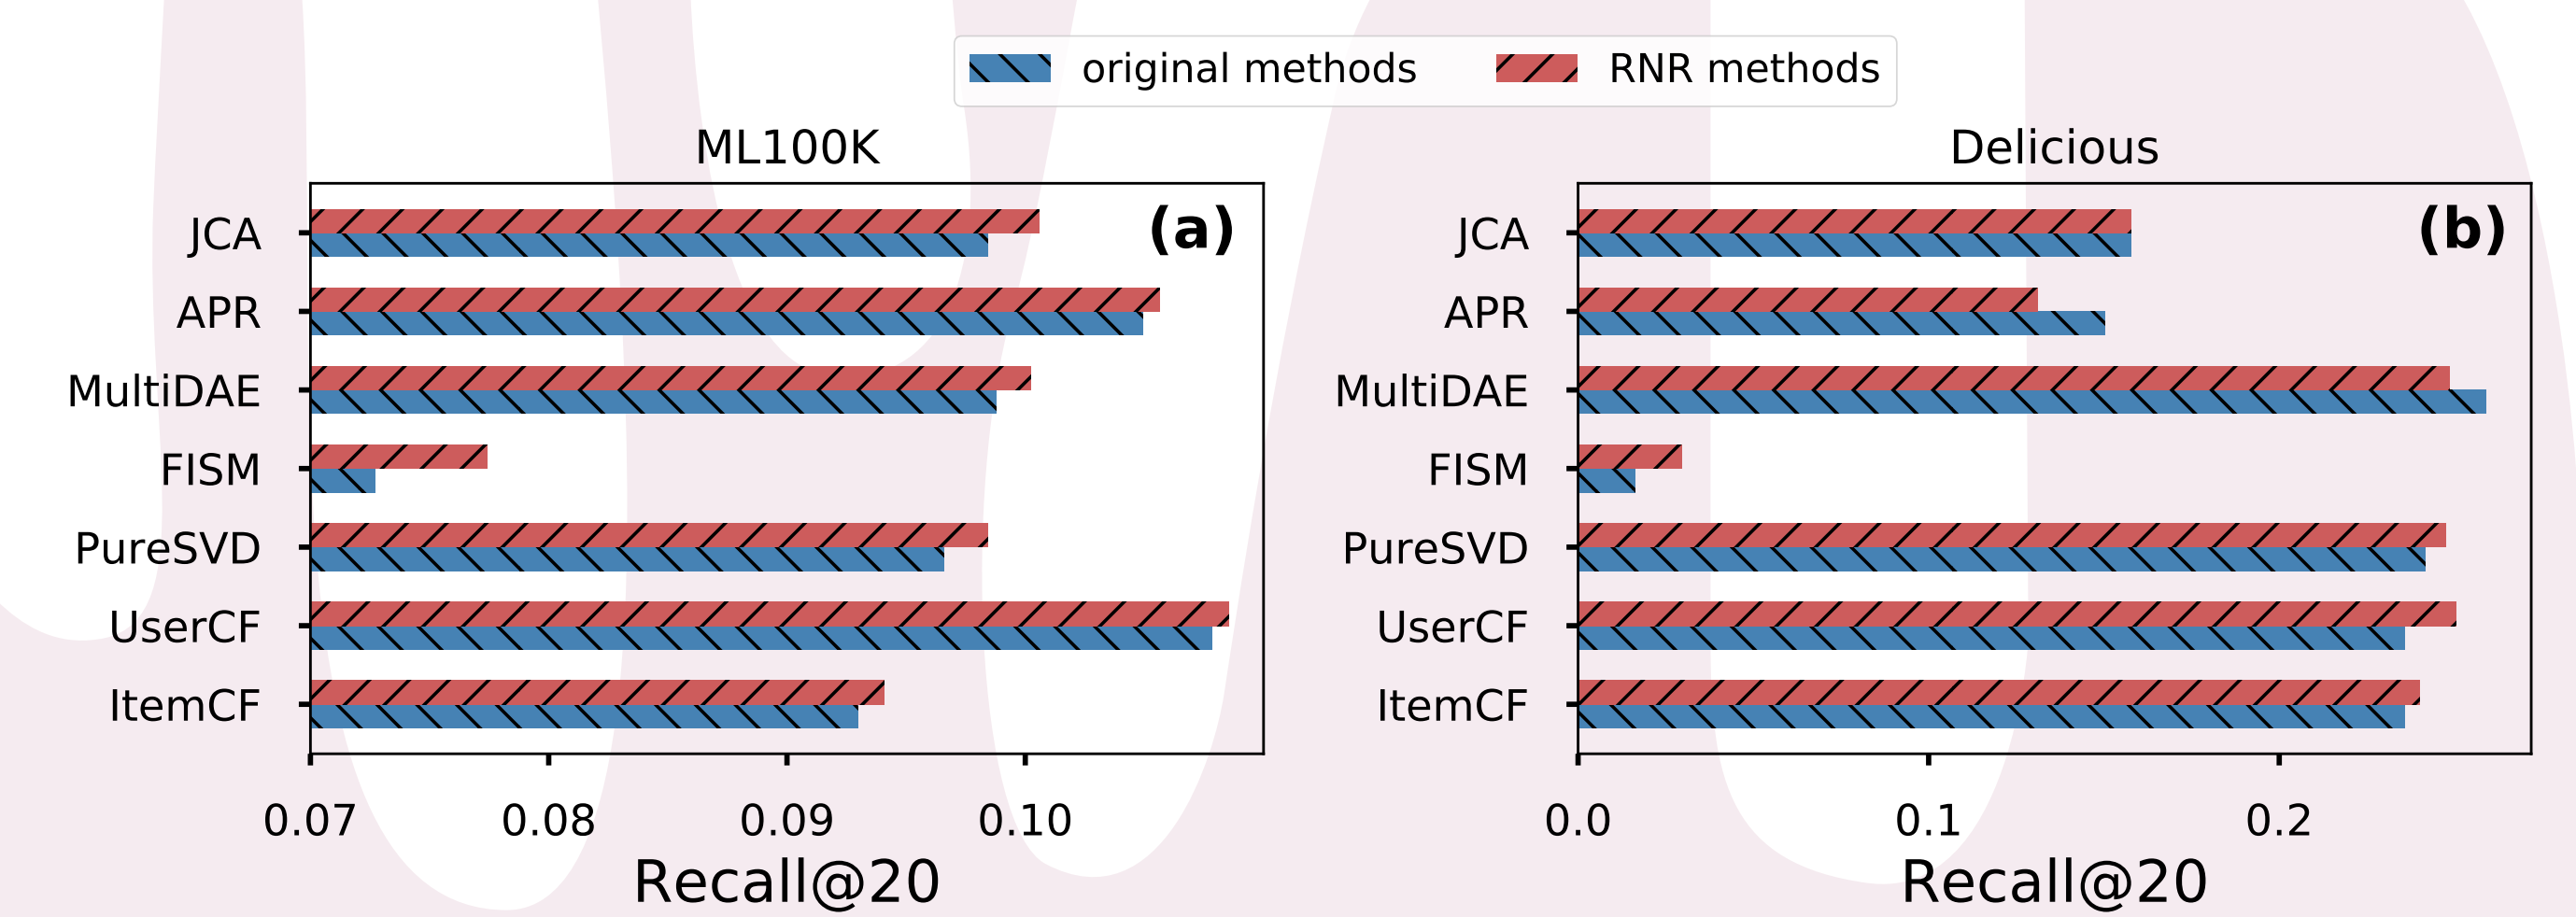 original methods RNR methods
ML100K
(a)
JCA
APR
MultiDAE
FISM
PureSVD
UserCF
ItemCF
0.07 0.08 0.09 0.10
Recall@20
Delicious
(b)
JCA
APR
MultiDAE
FISM
PureSVD
UserCF
ItemCF
0.0 0.1 0.2
Recall@20